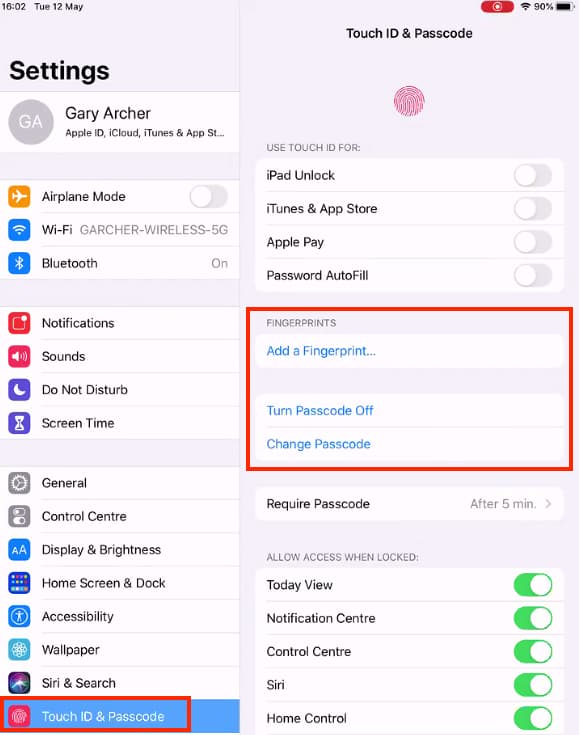 16:02 Tue 12 May
90%
Settings
GA
Gary Archer
Apple ID, iCloud, iTunes & App St...
Airplane Mode
Wi-Fi GARCHER-WIRELESS-5G
Bluetooth On
Notifications
Sounds
Do Not Disturb
Screen Time
General
Control Centre
AA
Display & Brightness
Home Screen & Dock
Accessibility
Wallpaper
Siri & Search
Touch ID & Passcode
Touch ID & Passcode
USE TOUCH ID FOR:
iPad Unlock
iTunes & App Store
Apple Pay
Password AutoFill
FINGERPRINTS
Add a Fingerprint...
Turn Passcode Off
Change Passcode
Require Passcode After 5 min.
ALLOW ACCESS WHEN LOCKED:
Today View
Notification Centre
Control Centre
Siri
Home Control